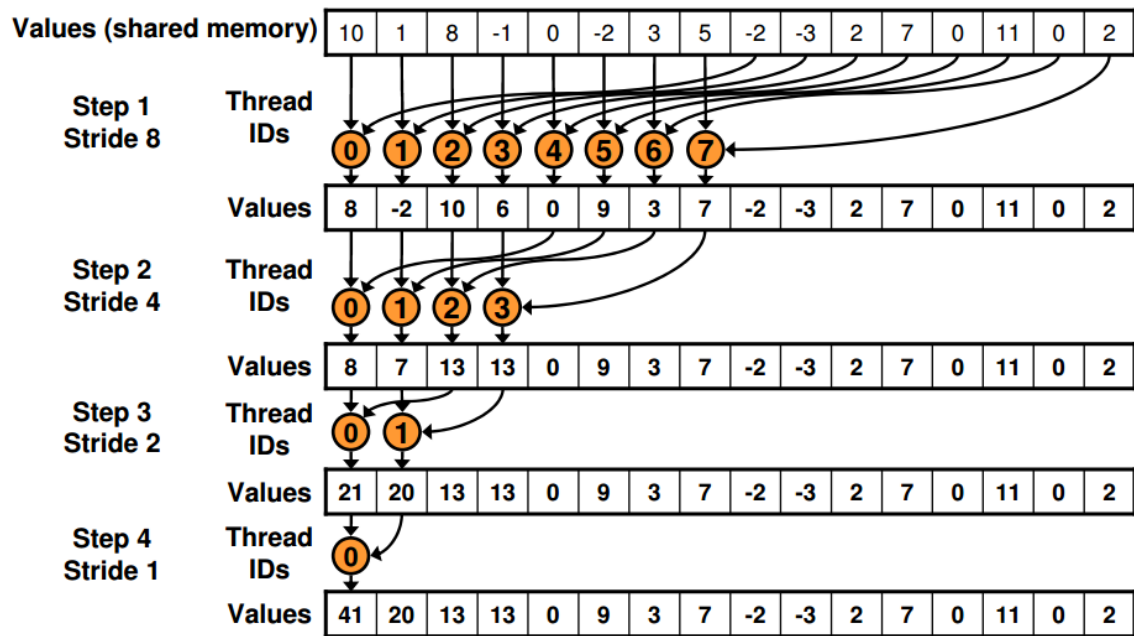 Values (shared memory) 10 1 8 -1 0 -2 3 5 -2 -3 2 7 0 11 0 2
Step 1 Thread
Stride 8 IDs
0 1 2 3 4 5 6 7
Values 8 -2 10 6 0 9 3 7 -2 -3 2 7 0 11 0 2
Step 2 Thread
Stride 4 IDs
0 1 2 3
Values 8 7 13 13 0 9 3 7 -2 -3 2 7 0 11 0 2
Step 3 Thread
Stride 2 IDs
0 1
Values 21 20 13 13 0 9 3 7 -2 -3 2 7 0 11 0 2
Step 4 Thread
Stride 1 IDs
0
Values 41 20 13 13 0 9 3 7 -2 -3 2 7 0 11 0 2